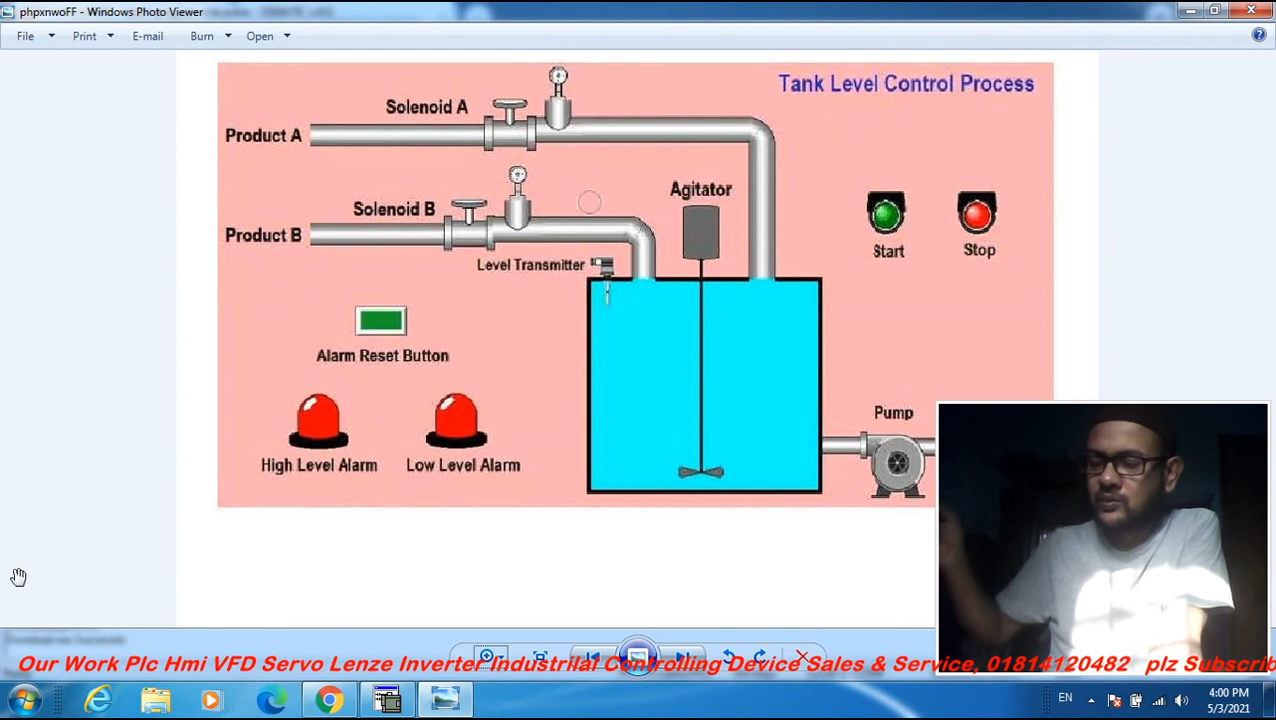 phpxnwoFF - Windows Photo Viewer
File Print E-mail Burn Open
Tank Level Control Process
Solenoid A
Product A
Solenoid B
Agitator
Product B
Start Stop
Level Transmitter
Alarm Reset Button
Pump
High Level Alarm Low Level Alarm
Our Work Plc Hmi VFD Servo Lenze Inverter Industrilal Controlling Device Sales & Service, 01814120482 plz Subscrib
EN
4:00 PM
5/3/2021